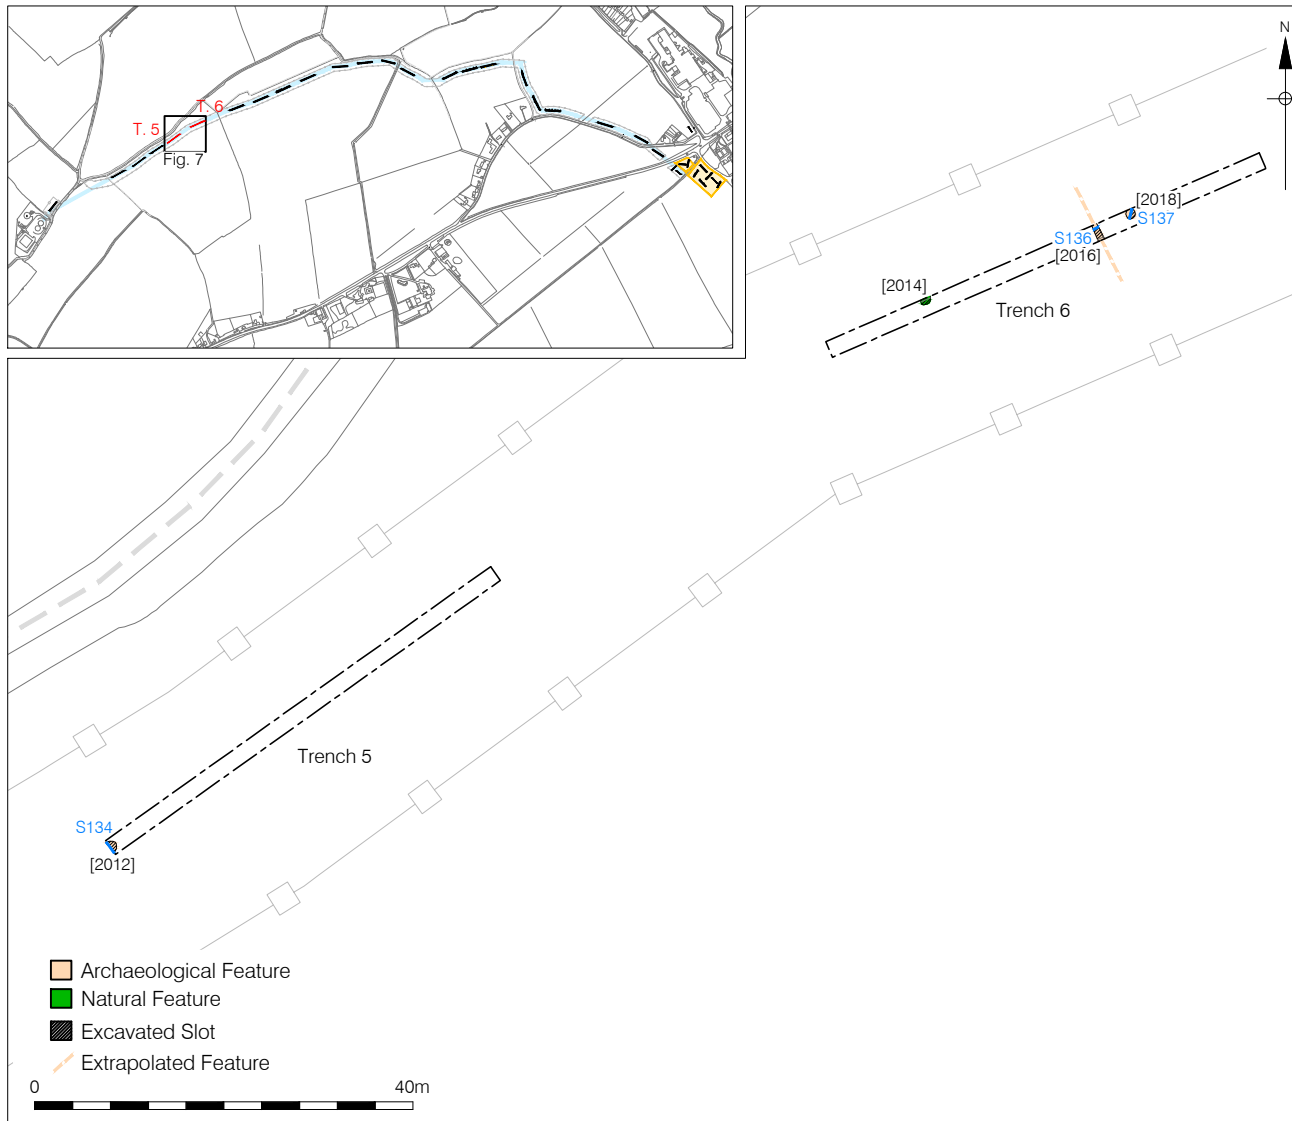 T. 6
T. 5
Fig. 7
N
[2018]
S137
S136
[2016]
[2014]
Trench 6
Trench 5
S134
[2012]
Archaeological Feature
Natural Feature
Excavated Slot
Extrapolated Feature
0 40m